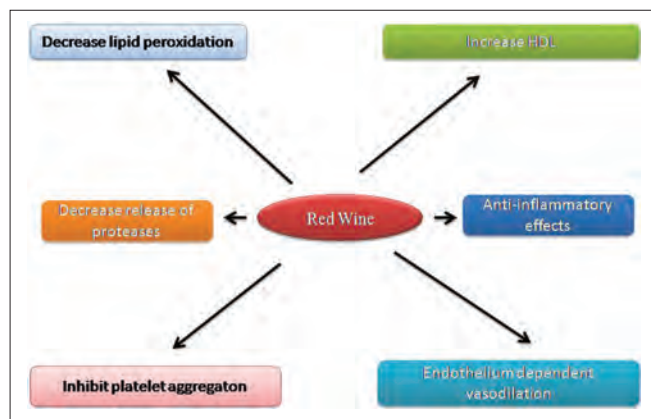 Decrease lipid peroxidation
Increase HDL
Decrease release of
proteases
Red Wine
Anti-inflammatory
effects
Inhibit platelet aggregaton
Endothelium dependent
vasodilation